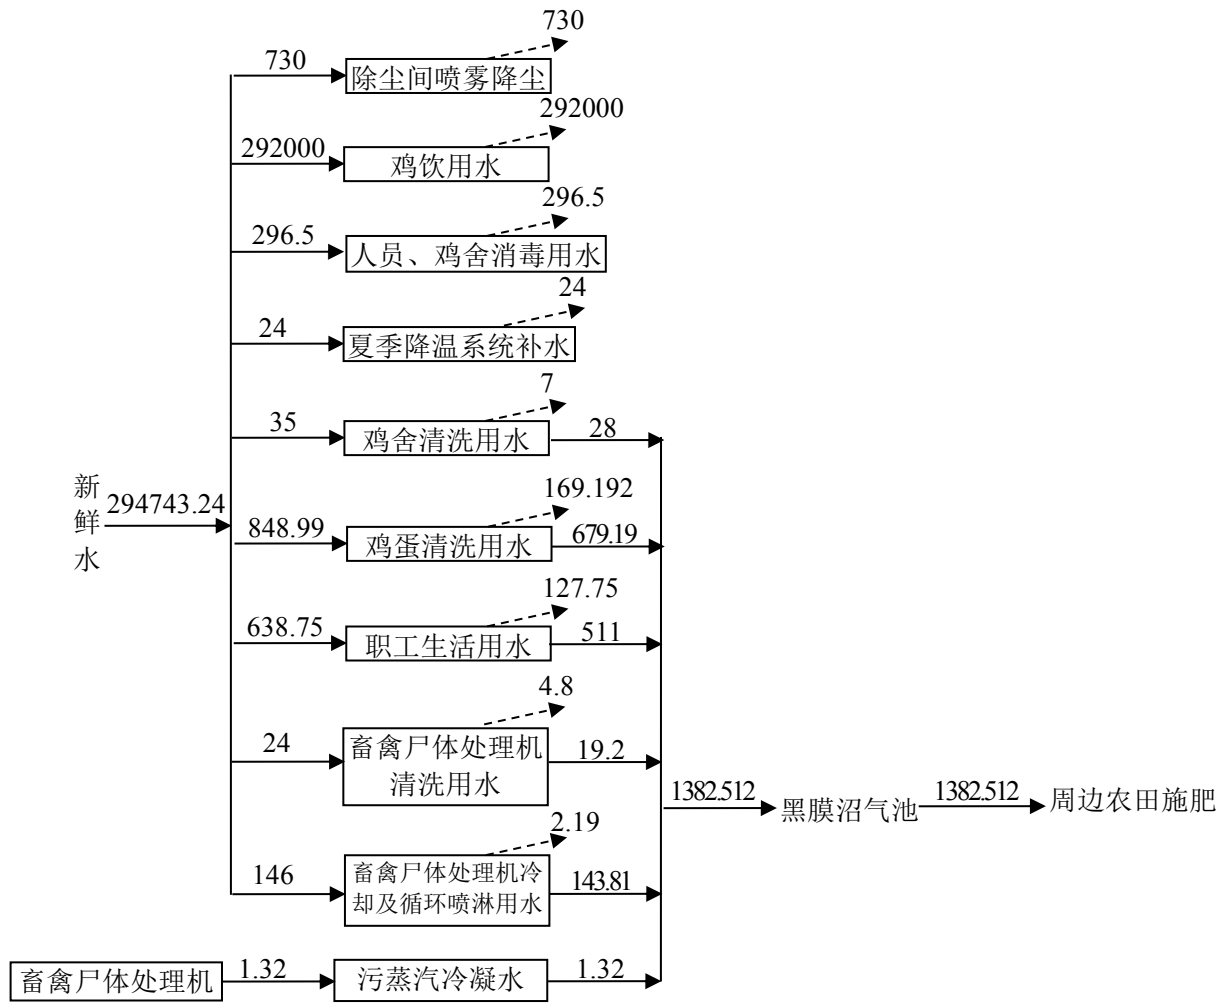 730
730
除尘间喷雾降尘
292000
292000
鸡饮用水
296.5
296.5
人员、鸡舍消毒用水
24
24
夏季降温系统补水
7
35
鸡舍清洗用水
28
新鲜水
294743.24
169.192
848.99
鸡蛋清洗用水
679.19
127.75
638.75
职工生活用水
511
4.8
24
畜禽尸体处理机
清洗用水
19.2
1382.512
黑膜沼气池
1382.512
周边农田施肥
2.19
146
畜禽尸体处理机冷
却及循环喷淋用水
143.81
畜禽尸体处理机
1.32
污蒸汽冷凝水
1.32